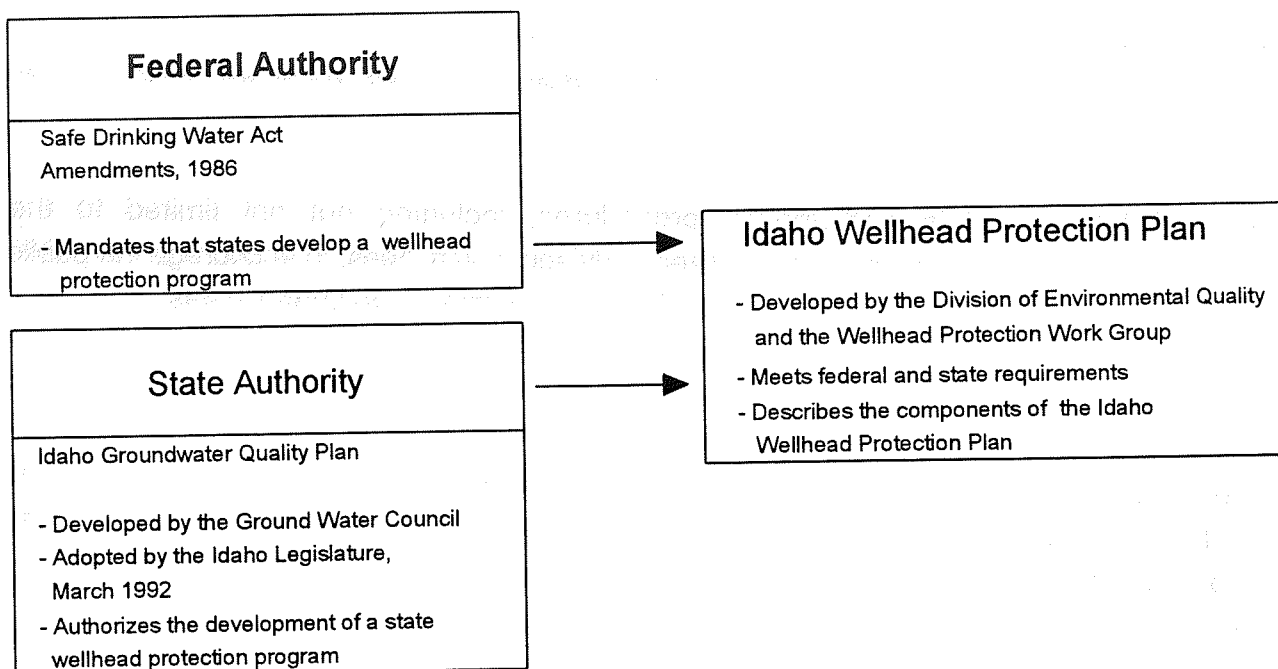 Federal Authority
Safe Drinking Water Act
Amendments, 1986
- Mandates that states develop a wellhead
protection program
State Authority
Idaho Groundwater Quality Plan
- Developed by the Ground Water Council
- Adopted by the Idaho Legislature,
March 1992
- Authorizes the development of a state
wellhead protection program
Idaho Wellhead Protection Plan
- Developed by the Division of Environmental Quality
and the Wellhead Protection Work Group
- Meets federal and state requirements
- Describes the components of the Idaho
Wellhead Protection Plan